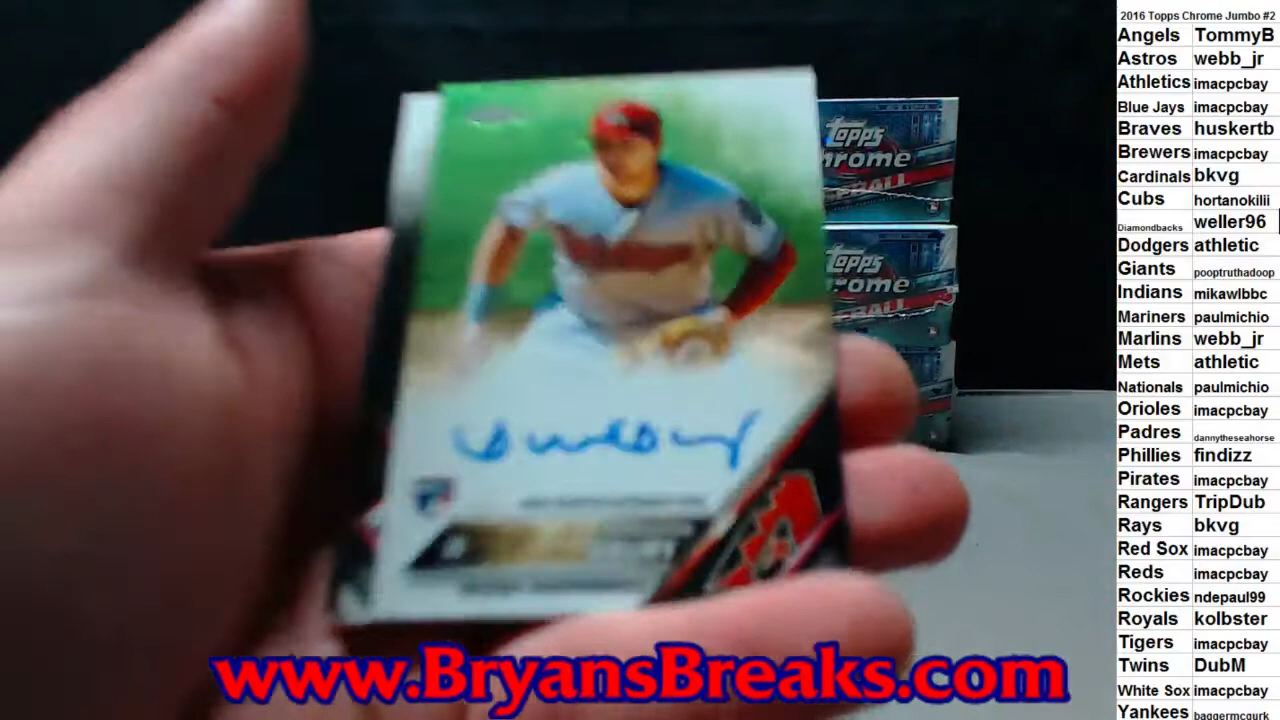 2016 Topps Chrome Jumbo #2
Angels TommyB
Astros webb_jr
Athletics imacpcbay
Blue Jays imacpcbay
Braves huskertb
Brewers imacpcbay
Cardinals bkvg
Cubs hortanokilii
Diamondbacks weller96
Dodgers athletic
Giants pooptruthadoop
Indians mikawlbbc
Mariners paulmichio
Marlins webb_jr
Mets athletic
Nationals paulmichio
Orioles imacpcbay
Padres dannytheseahorse
Phillies findizz
Pirates imacpcbay
Rangers TripDub
Rays bkvg
Red Sox imacpcbay
Reds imacpcbay
Rockies ndepaul99
Royals kolbster
Tigers imacpcbay
Twins DubM
White Sox imacpcbay
Yankees baggermcgurk
Topps
Chrome
Topps
www.BryansBreaks.com